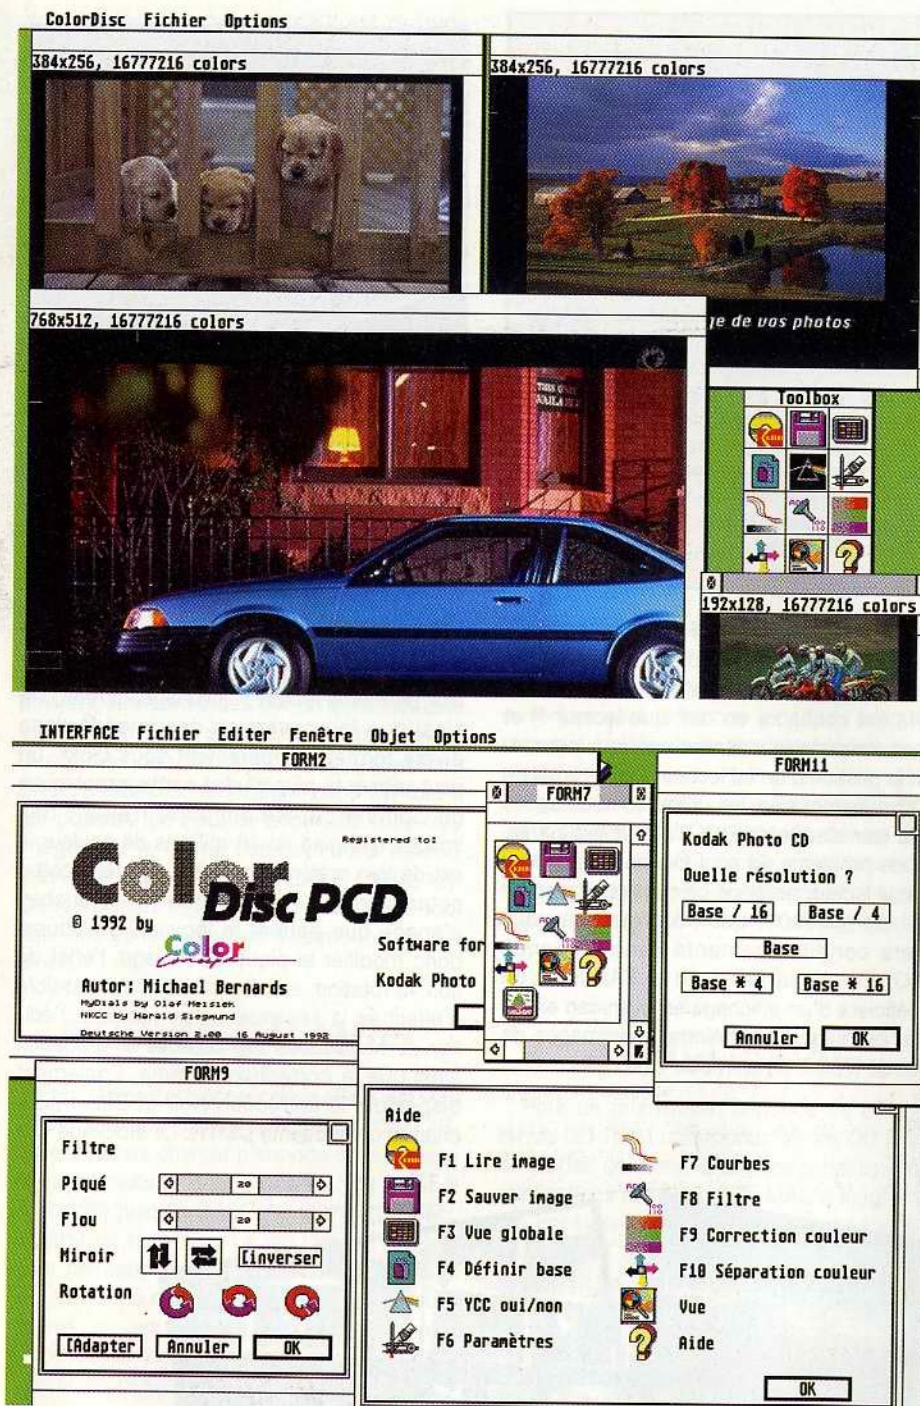 ColorDisc Fichier Options
384x256, 16777216 colors
384x256, 16777216 colors
768x512, 16777216 colors
ge de vos photos
THIS
AVAILABLE
Toolbox
192x128, 16777216 colors
INTERFACE Fichier Editer Fenêtre Objet Options
FORM2
Registered to:
Color
Disc PCD
© 1992 by
Color
Software for
Kodak Photo
Autor: Michael Bernards
MyDials by Olaf Meisiek
NKCC by Harald Siegmund
Deutsche Version 2.00 16 August 1992
FORM7
FORM11
Kodak Photo CD
Quelle résolution ?
Base / 16 Base / 4
Base
Base * 4 Base * 16
Annuler OK
FORM9
Filtre
Piqué 20
Flou 20
Miroir [inverser
Rotation
[Adapter Annuler OK
Aide
F1 Lire image
F2 Sauver image
F3 Vue globale
F4 Définir base
F5 YCC oui/non
F6 Paramètres
F7 Courbes
F8 Filtre
F9 Correction couleur
F10 Séparation couleur
Vue
Aide
OK